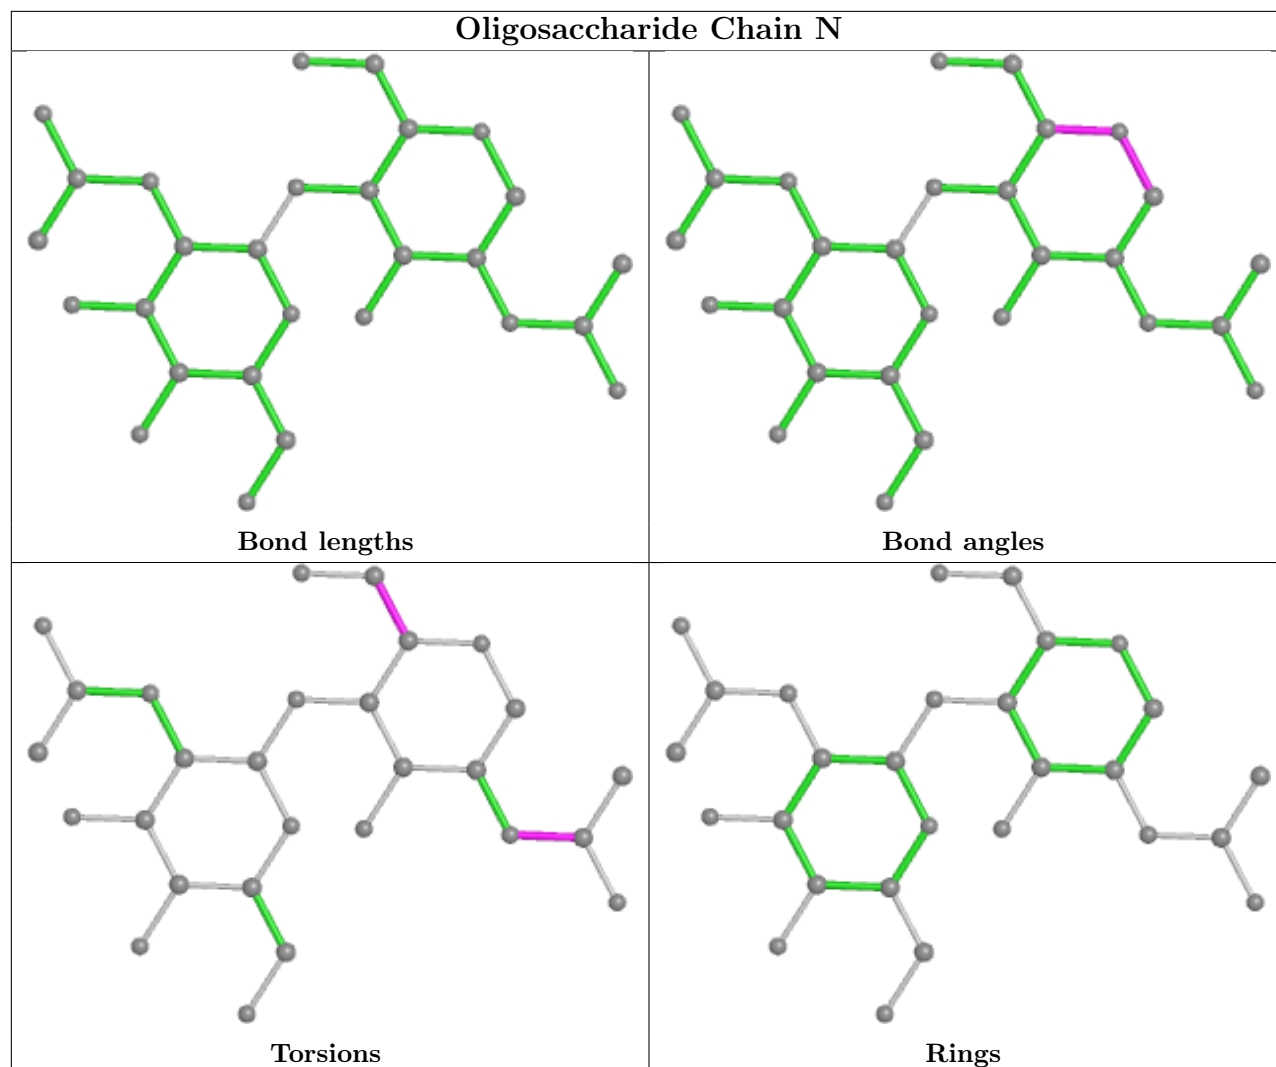 Oligosaccharide Chain N
Bond lengths
Bond angles
Torsions
Rings